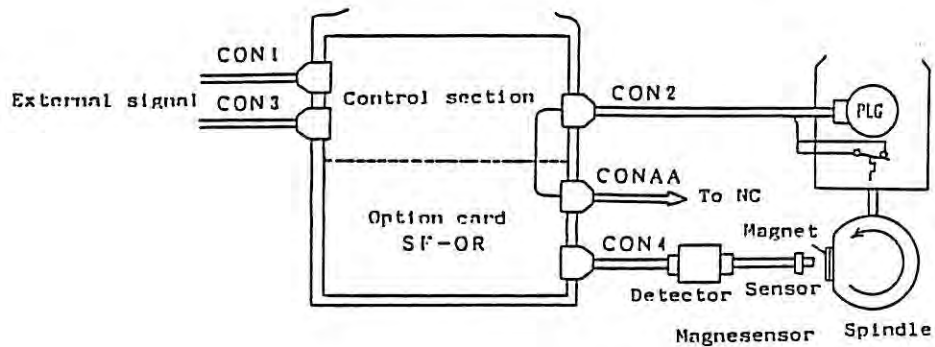 CON1
External signal
CON3
Control section
CON2
PLG
CONAA
To NC
Option card
SF-OR
CON4
Magnet
Detector
Sensor
Magnesensor
Spindle